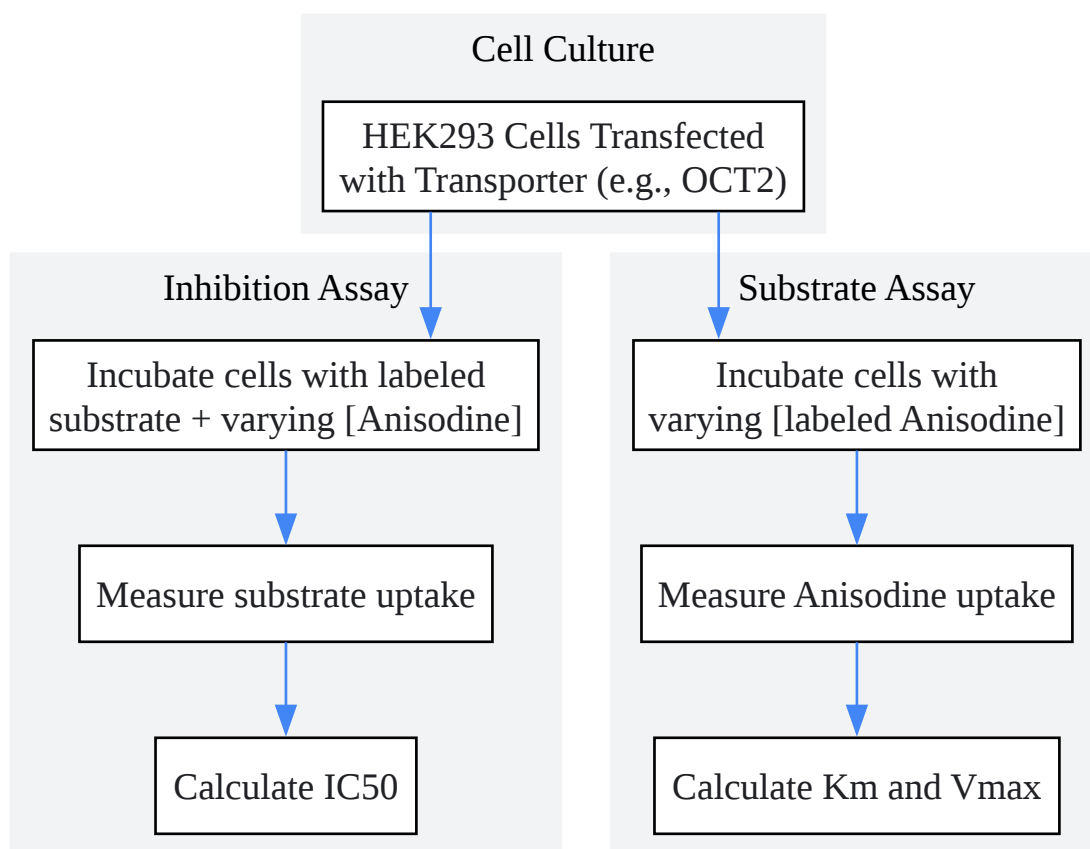 Cell Culture
HEK293 Cells Transfected
with Transporter (e.g., OCT2)
Inhibition Assay
Incubate cells with labeled
substrate + varying [Anisodine]
Measure substrate uptake
Calculate IC50
Substrate Assay
Incubate cells with
varying [labeled Anisodine]
Measure Anisodine uptake
Calculate Km and Vmax